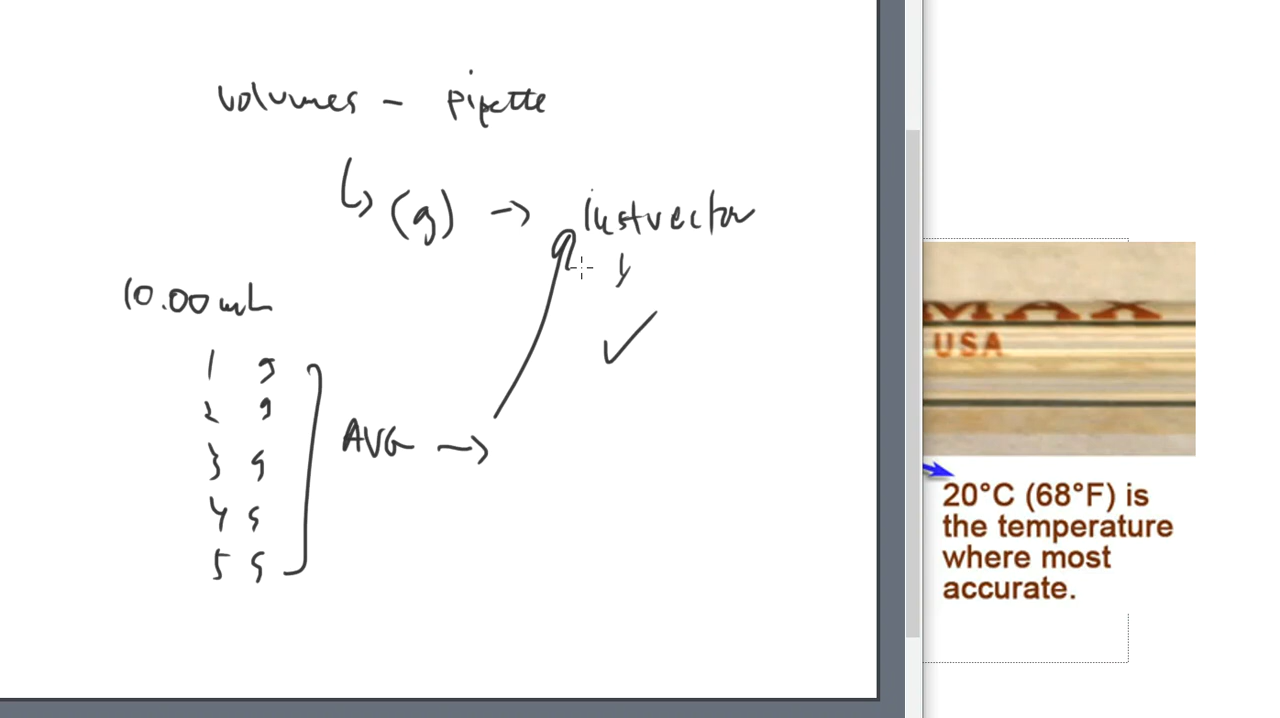 volumes - pipette
↳ (g) → instructor
10.00 mL
1 g
2 g
3 g
4 g
5 g
AVG →
✓
MAX
USA
20°C (68°F) is
the temperature
where most
accurate.